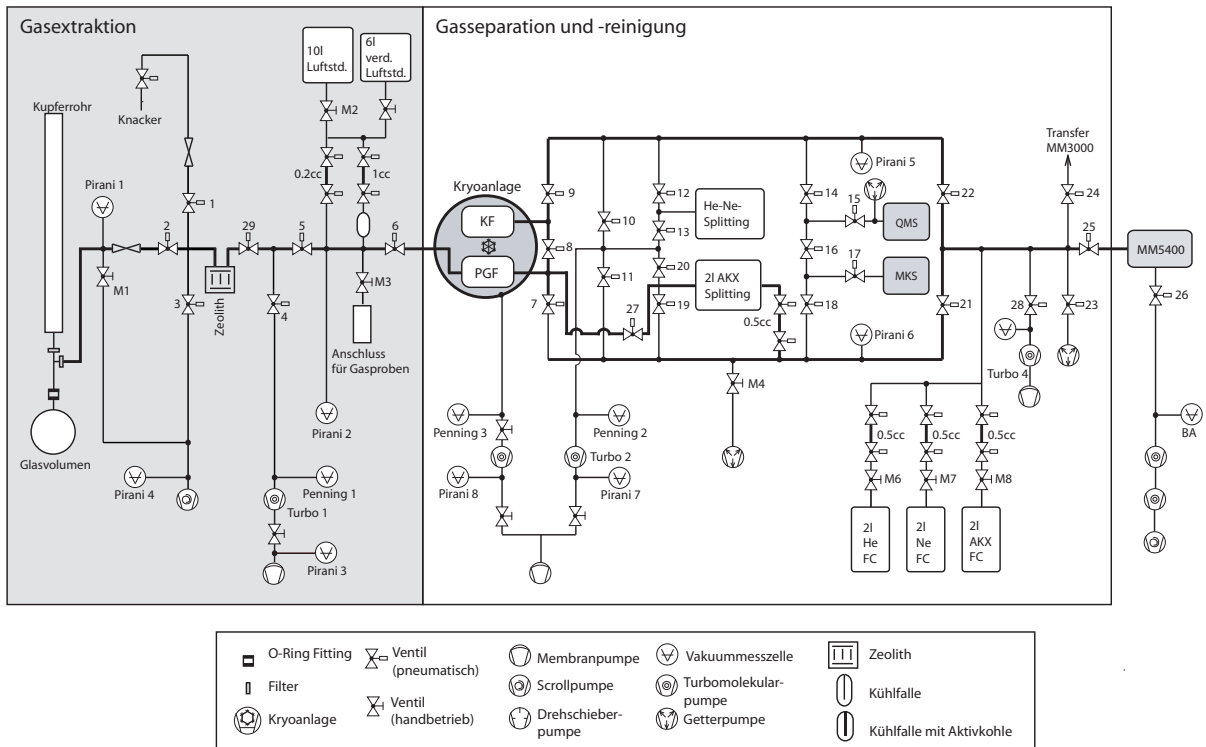 Gasextraktion
Gasseparation und -reinigung
10l
Luftstd.
6l
verd.
Luftstd.
M2
Knacker
Kupferrohr
Pirani 1
0.2cc
1cc
1
2
29
5
6
M1
3
Zeolith
4
M3
Anschluss
für Gasproben
Pirani 2
Glasvolumen
Pirani 4
Penning 1
Turbo 1
Pirani 3
Kryoanlage
KF
PGF
9
8
7
10
11
12
13
20
19
27
He-Ne-
Splitting
2l AKX
Splitting
0.5cc
14
15
16
17
18
QMS
MKS
Pirani 5
Pirani 6
22
21
Transfer
MM3000
24
25
23
28
Turbo 4
MM5400
26
BA
M4
Penning 3
Penning 2
Turbo 2
Pirani 8
Pirani 7
0.5cc
0.5cc
0.5cc
M6
M7
M8
2l
He
FC
2l
Ne
FC
2l
AKX
FC
O-Ring Fitting
Filter
Kryoanlage
Ventil
(pneumatisch)
Ventil
(handbetrieb)
Membranpumpe
Scrollpumpe
Drehschieber-
pumpe
Vakuummesszelle
Turbomolekular-
pumpe
Getterpumpe
Zeolith
Kühlfalle
Kühlfalle mit Aktivkohle